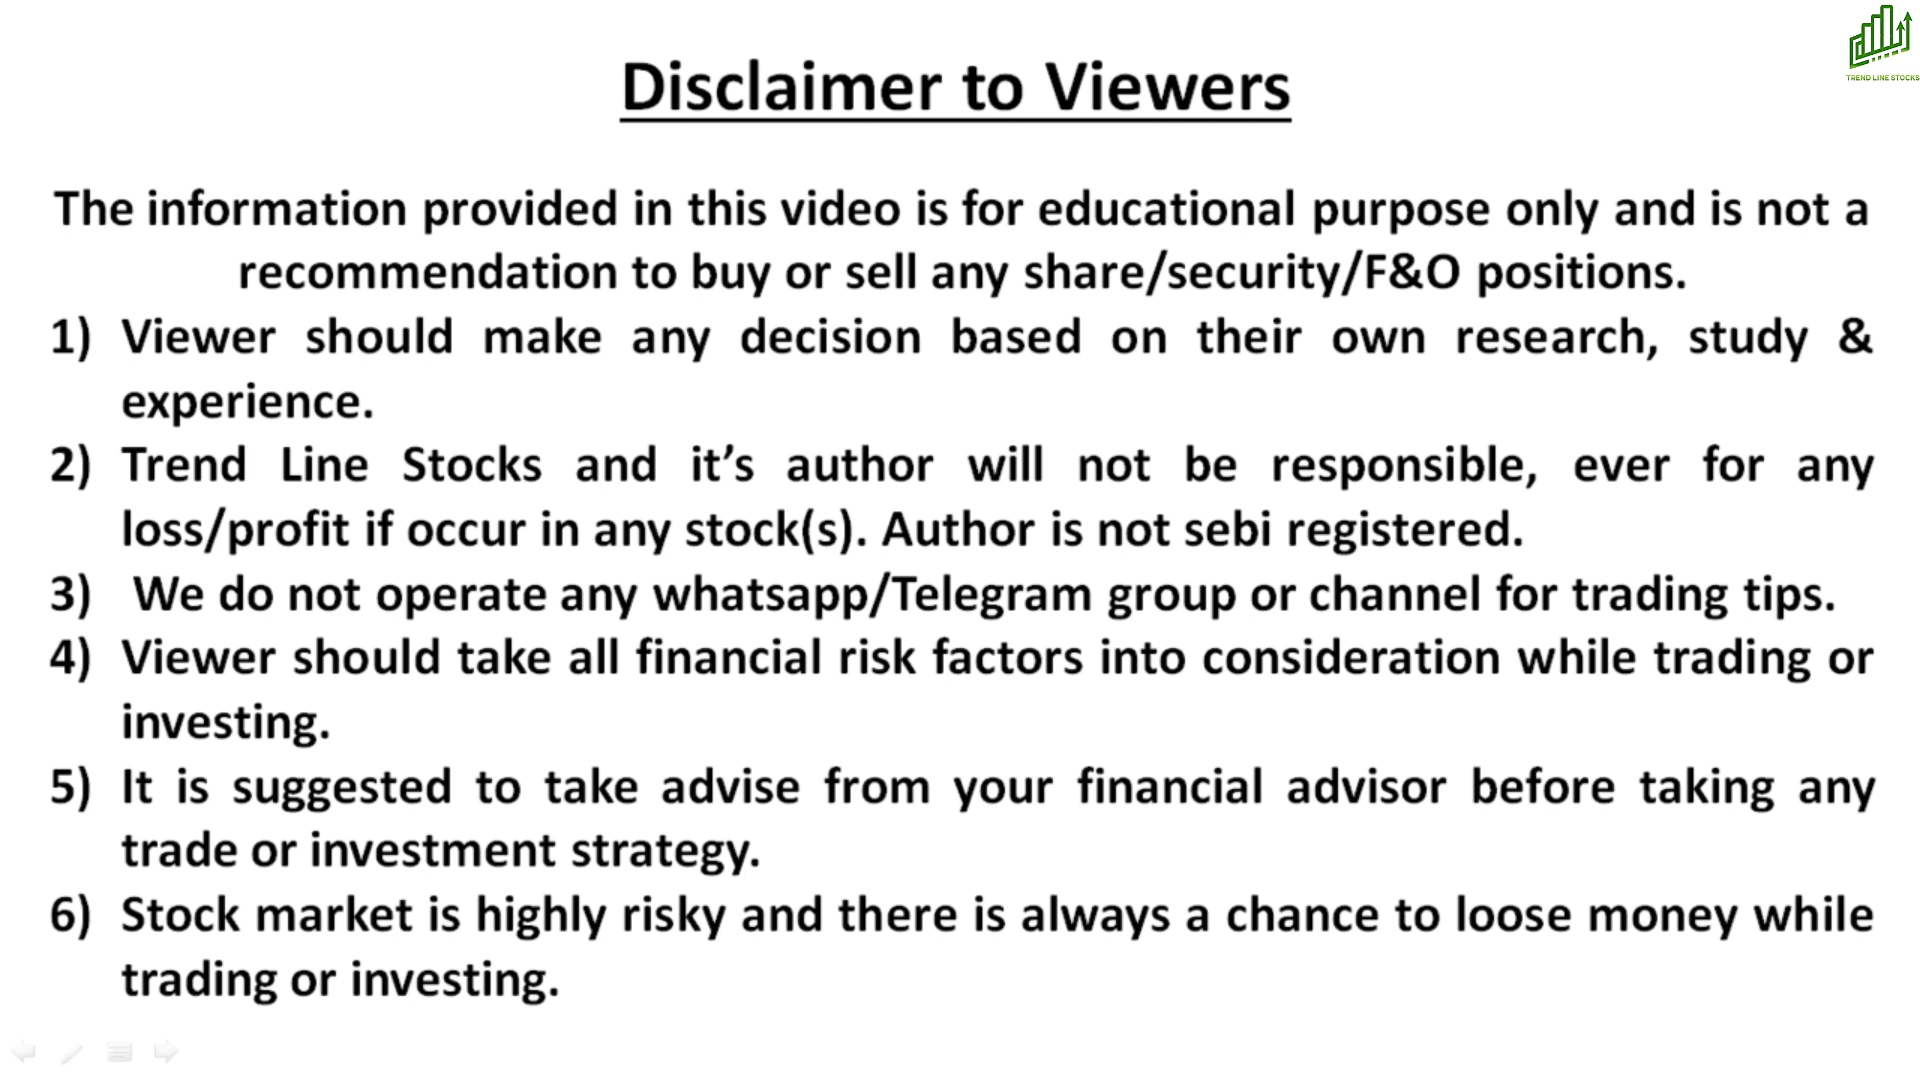 TREND LINE STOCKS
Disclaimer to Viewers
The information provided in this video is for educational purpose only and is not a
recommendation to buy or sell any share/security/F&O positions.
1) Viewer should make any decision based on their own research, study &
experience.
2) Trend Line Stocks and it’s author will not be responsible, ever for any
loss/profit if occur in any stock(s). Author is not sebi registered.
3) We do not operate any whatsapp/Telegram group or channel for trading tips.
4) Viewer should take all financial risk factors into consideration while trading or
investing.
5) It is suggested to take advise from your financial advisor before taking any
trade or investment strategy.
6) Stock market is highly risky and there is always a chance to loose money while
trading or investing.